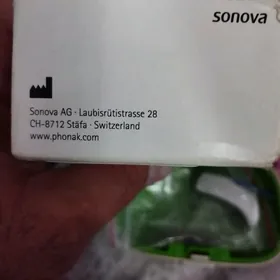 sonova
Sonova AG · Laubisrütistrasse 28
CH-8712 Stäfa · Switzerland
www.phonak.com